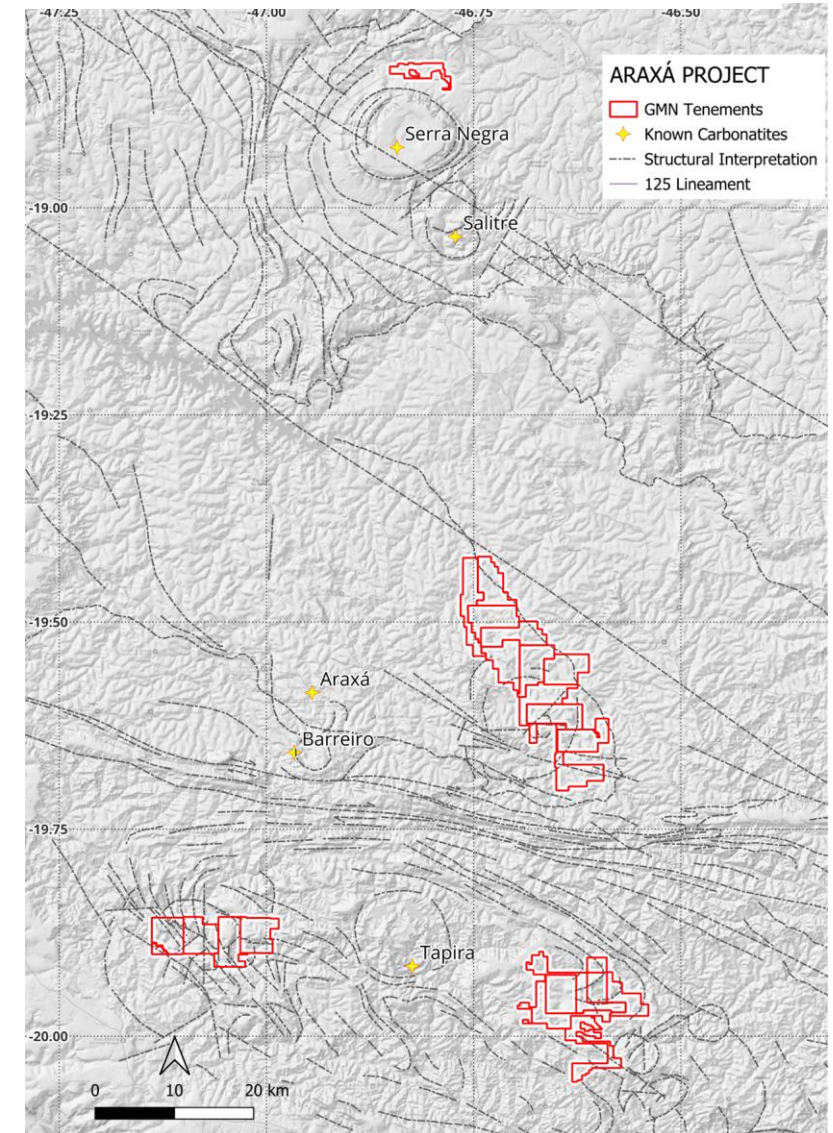 -47.25
-47.00
-46.75
-46.50
ARAXÁ PROJECT
GMN Tenements
Known Carbonatites
Structural Interpretation
125 Lineament
Serra Negra
-19.00
Salitre
-19.25
-19.50
Araxá
Barreiro
-19.75
Tapira
-20.00
0 10 20 km